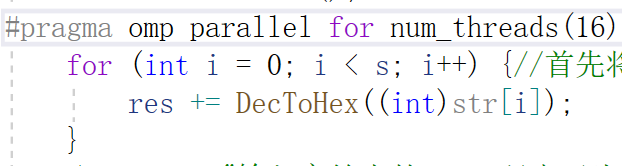 #pragma omp parallel for num_threads(16)
for (int i = 0; i < s; i++) {//首先将
res += DecToHex((int)str[i]);
}